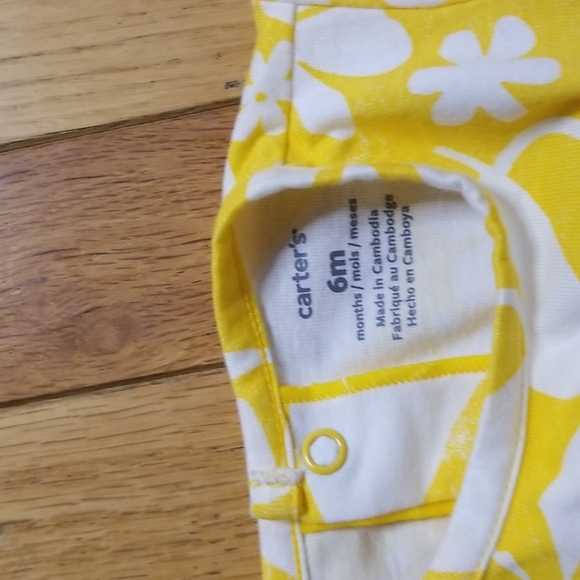 carter's
6m
months / mois / meses
Made in Cambodia
Fabriqué au Cambodge
Hecho en Camboya